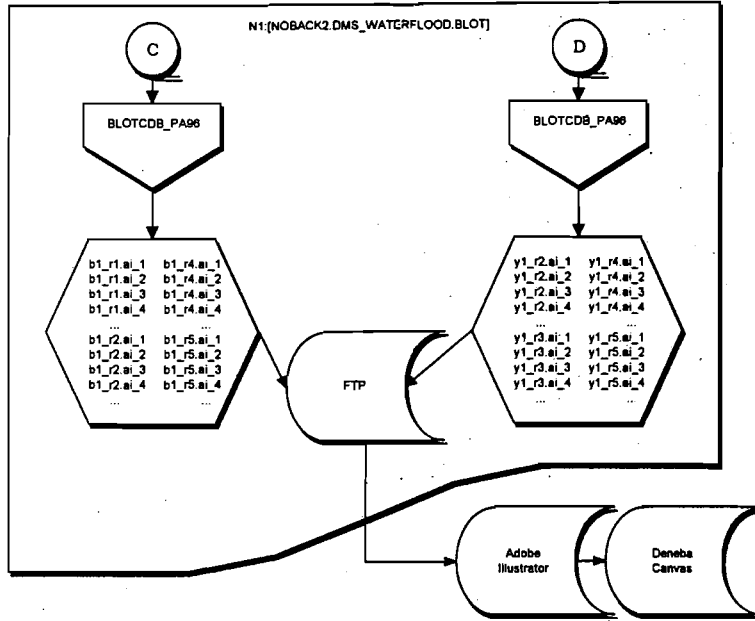 N1:[NOBACK2.DMS_WATERFLOOD.BLOT]
C
D
BLOTCDB_PA96
BLOTCDB_PA96
b1_r1.ai_1 b1_r4.ai_1
b1_r1.ai_2 b1_r4.ai_2
b1_r1.ai_3 b1_r4.ai_3
b1_r1.ai_4 b1_r4.ai_4
... ...
b1_r2.ai_1 b1_r5.ai_1
b1_r2.ai_2 b1_r5.ai_2
b1_r2.ai_3 b1_r5.ai_3
b1_r2.ai_4 b1_r5.ai_4
... ...
y1_r2.ai_1 y1_r4.ai_1
y1_r2.ai_2 y1_r4.ai_2
y1_r2.ai_3 y1_r4.ai_3
y1_r2.ai_4 y1_r4.ai_4
... ...
y1_r3.ai_1 y1_r5.ai_1
y1_r3.ai_2 y1_r5.ai_2
y1_r3.ai_3 y1_r5.ai_3
y1_r3.ai_4 y1_r5.ai_4
... ...
FTP
Adobe
Illustrator
Deneba
Canvas